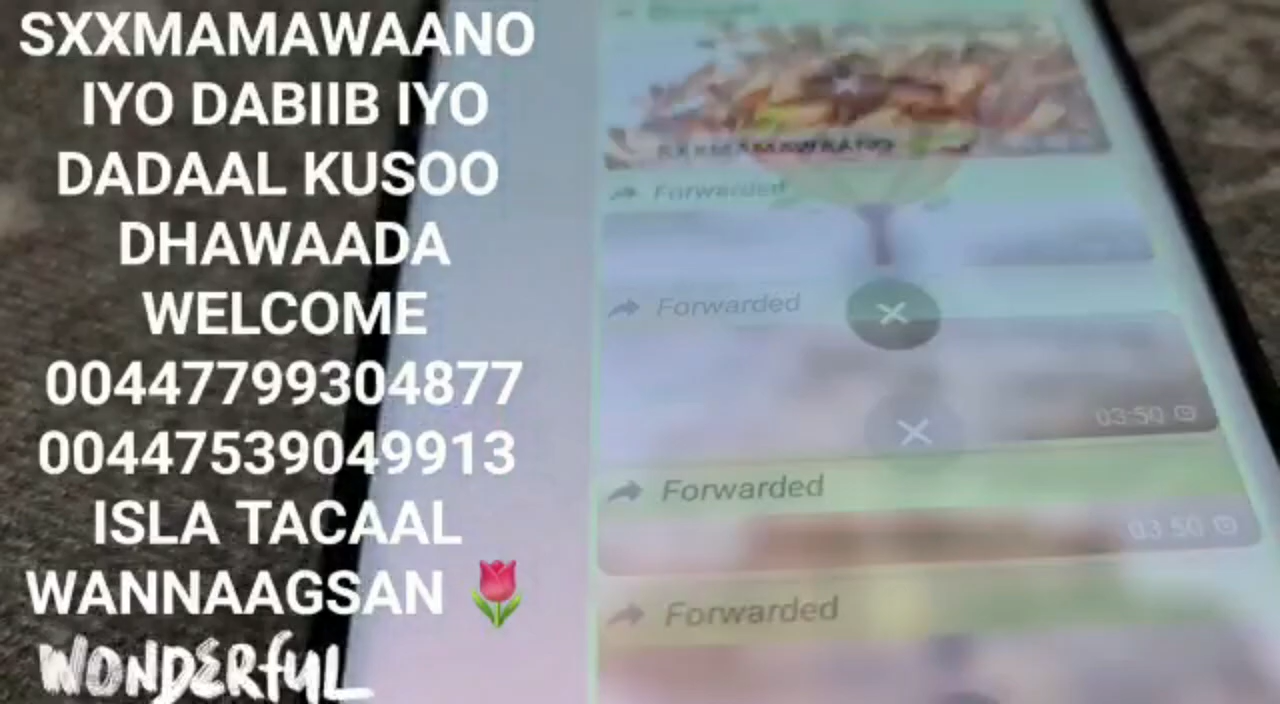 SXXMAMAWAANO
IYO DABIIB IYO
DADAAL KUSOO
DHAWAADA
WELCOME
00447799304877
00447539049913
ISLA TACAAL
WANNAAGSAN 🌷
WONDERFUL
SXXMAMAWAANO
Forwarded
Forwarded
03:50
Forwarded
03:50
Forwarded